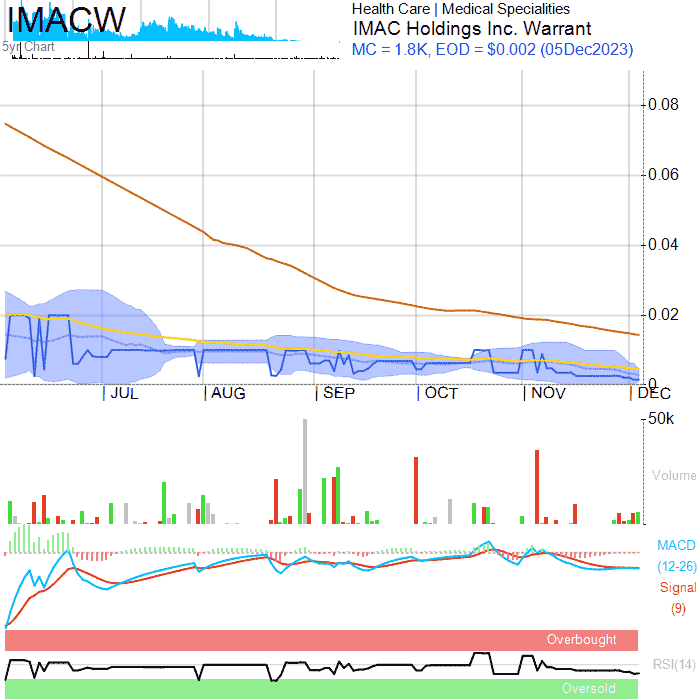 IMACW
5yr Chart
Health Care | Medical Specialities
IMAC Holdings Inc. Warrant
MC = 1.8K, EOD = $0.002 (05Dec2023)
0.08
0.06
0.04
0.02
0
JUL AUG SEP OCT NOV DEC
50k
Volume
MACD
(12-26)
Signal
(9)
Overbought
RSI(14)
Oversold